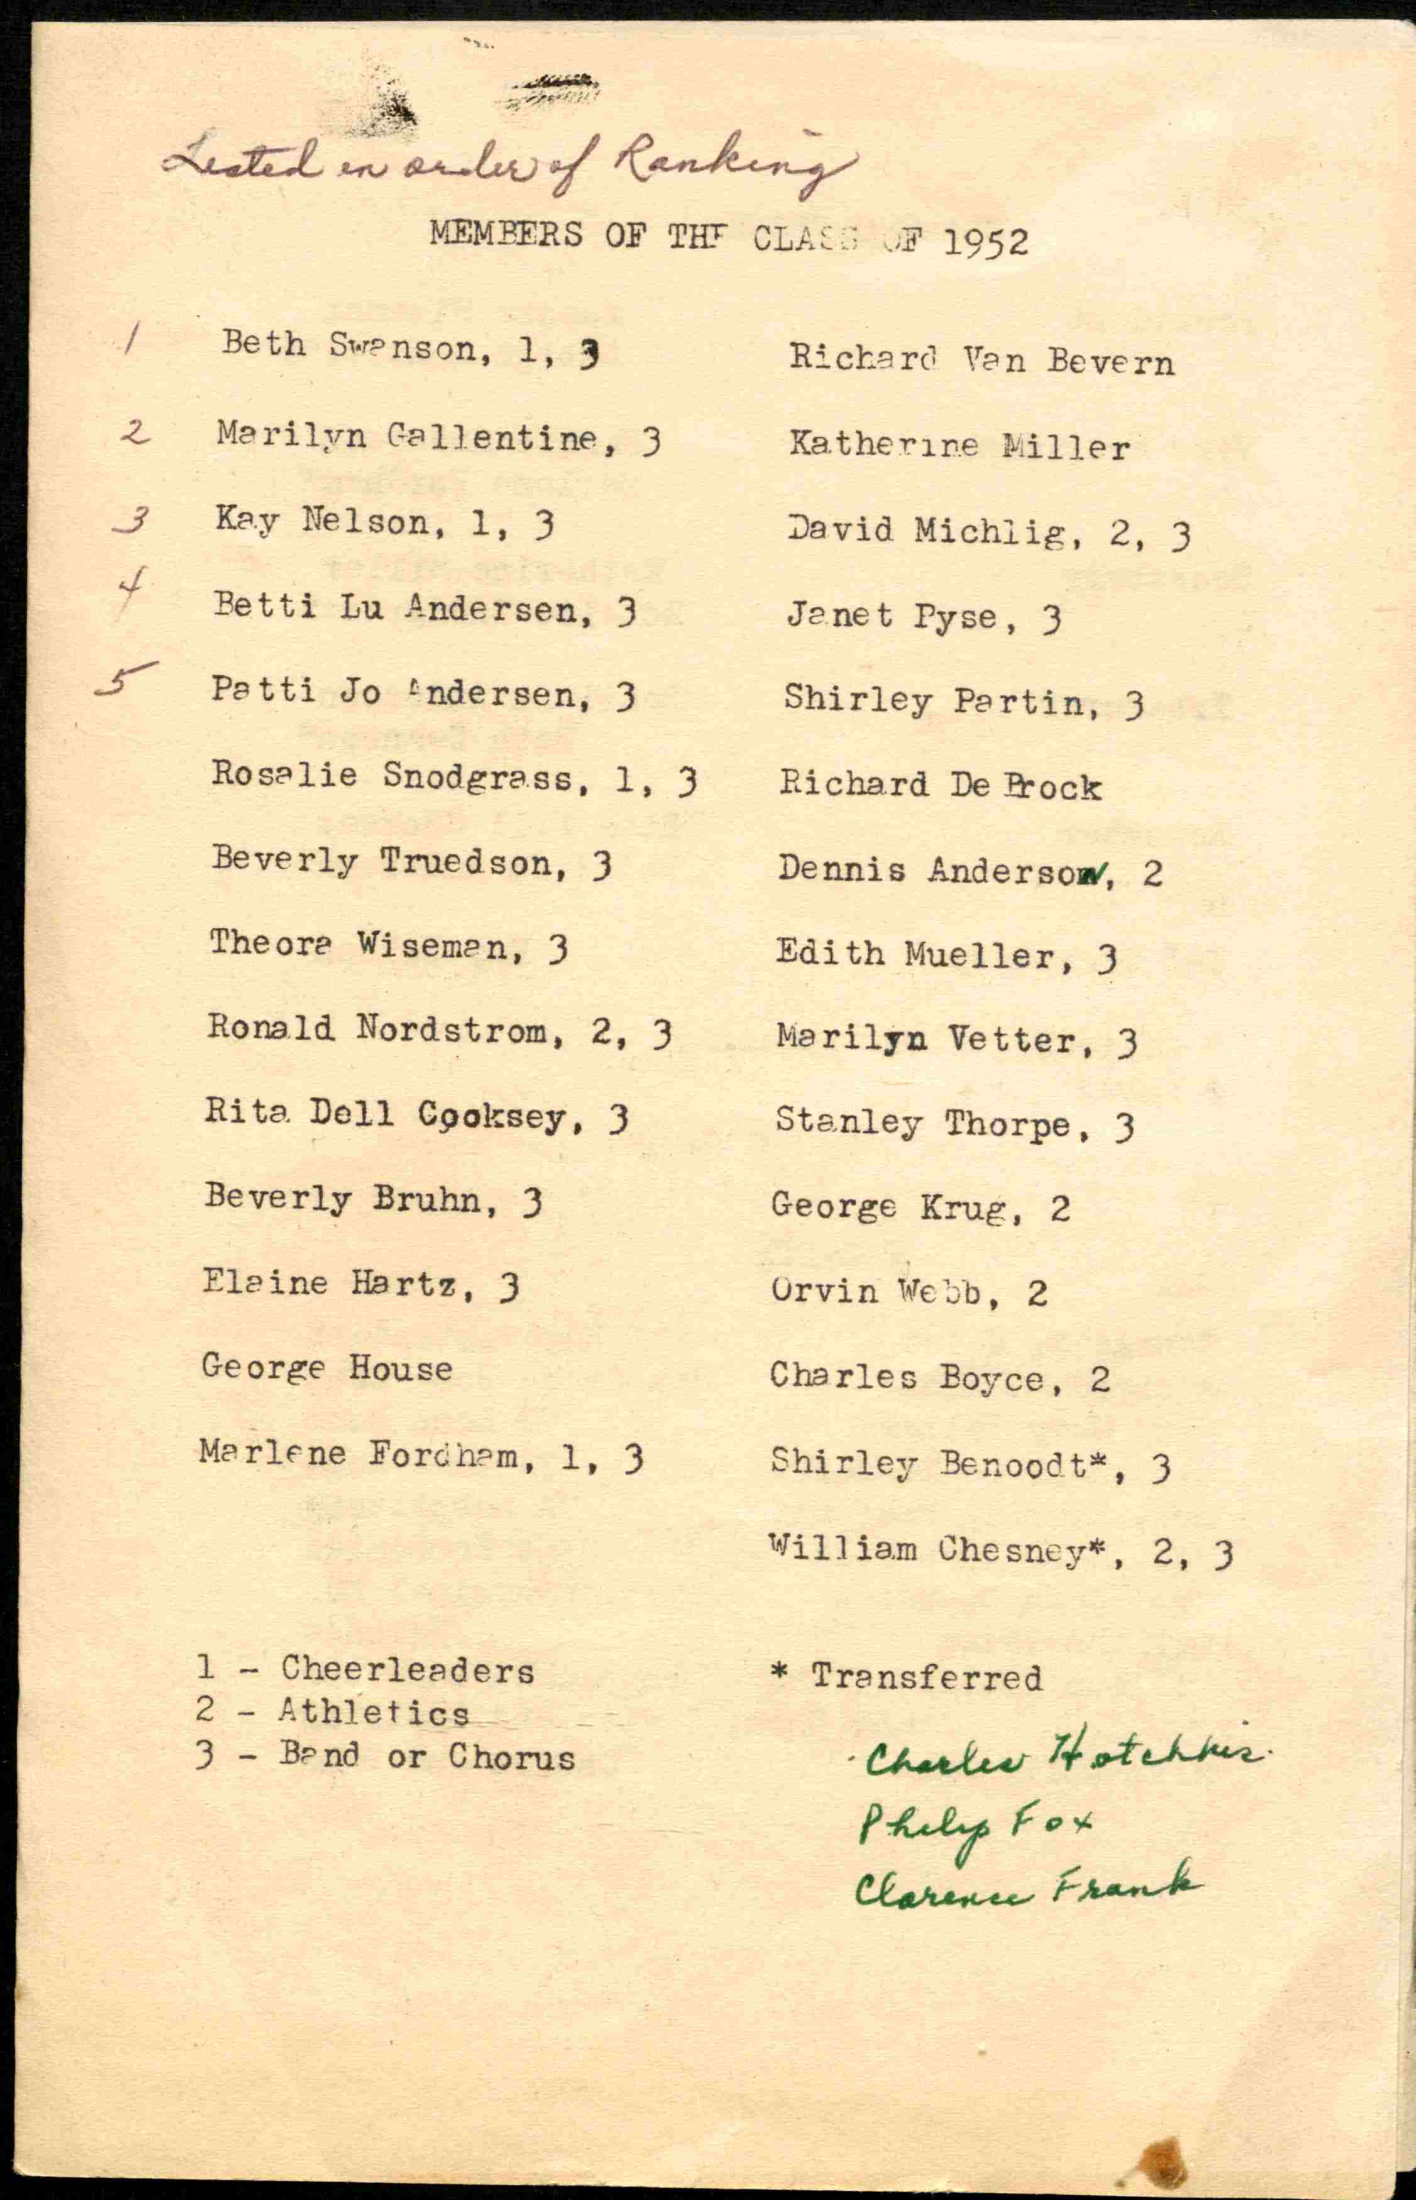 Listed in order of Ranking
MEMBERS OF THE CLASS OF 1952
1 Beth Swanson, 1, 3
2 Marilyn Gallentine, 3
3 Kay Nelson, 1, 3
4 Betti Lu Andersen, 3
5 Patti Jo Andersen, 3
Rosalie Snodgrass, 1, 3
Beverly Truedson, 3
Theora Wiseman, 3
Ronald Nordstrom, 2, 3
Rita Dell Cooksey, 3
Beverly Bruhn, 3
Elaine Hartz, 3
George House
Marlene Fordham, 1, 3
Richard Van Bevern
Katherine Miller
David Michlig, 2, 3
Janet Pyse, 3
Shirley Partin, 3
Richard De Brock
Dennis Anderson, 2
Edith Mueller, 3
Marilyn Vetter, 3
Stanley Thorpe, 3
George Krug, 2
Orvin Webb, 2
Charles Boyce, 2
Shirley Benoodt*, 3
William Chesney*, 2, 3
1 - Cheerleaders
2 - Athletics
3 - Band or Chorus
* Transferred
Charles Hotchkis
Philip Fox
Clarence Frank